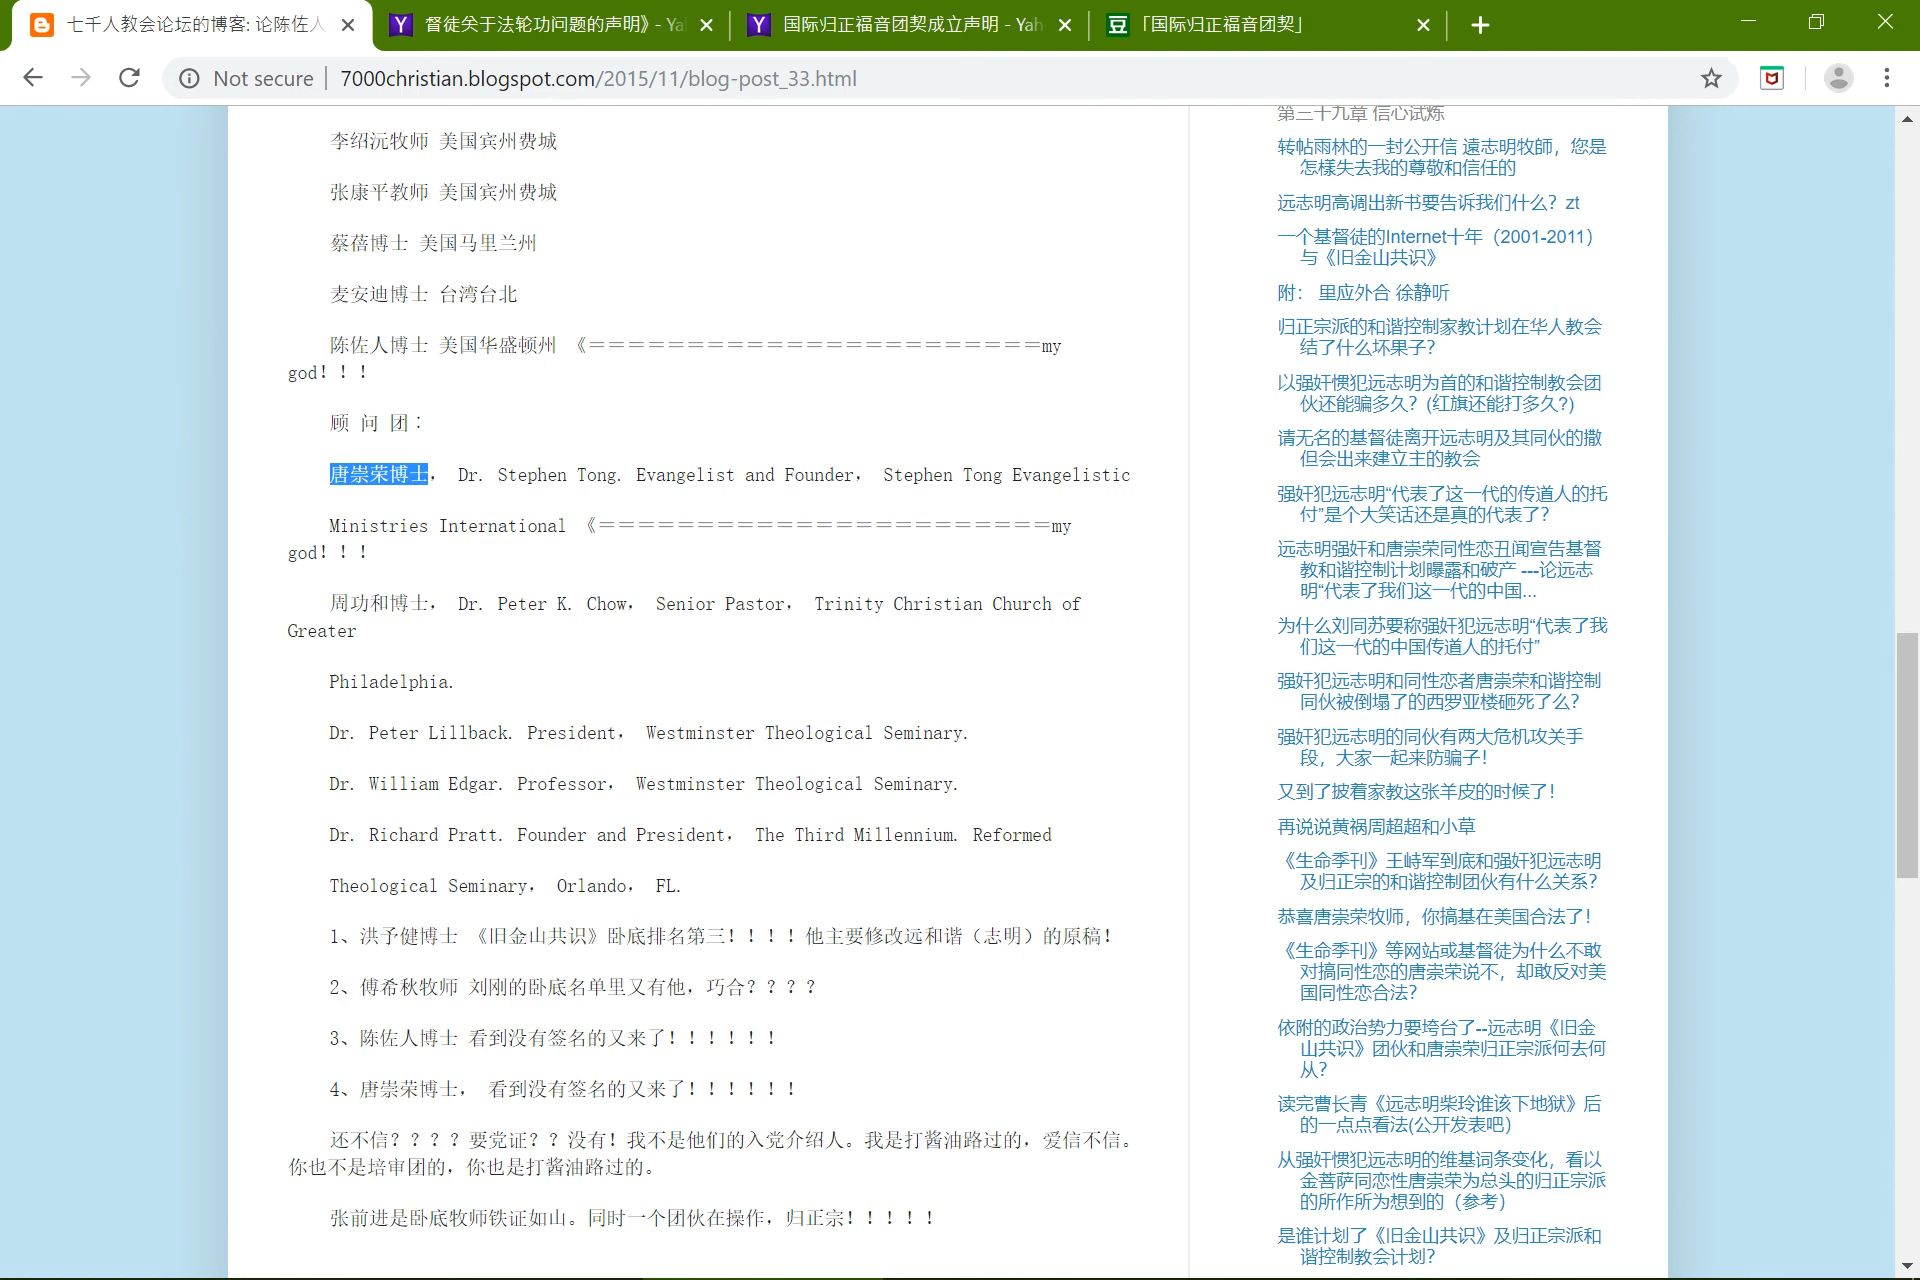 七千人教会论坛的博客: 论陈佐人
督徒关于法轮功问题的声明》 - Ya
国际归正福音团契成立声明 - Yah
「国际归正福音团契」
Not secure
7000christian.blogspot.com/2015/11/blog-post_33.html
李绍沅牧师 美国宾州费城
张康平教师 美国宾州费城
蔡蓓博士 美国马里兰州
麦安迪博士 台湾台北
陈佐人博士 美国华盛顿州 《=======================my
god！！！
顾 问 团：
唐崇荣博士， Dr. Stephen Tong. Evangelist and Founder， Stephen Tong Evangelistic
Ministries International 《=======================my
god！！！
周功和博士， Dr. Peter K. Chow， Senior Pastor， Trinity Christian Church of
Greater
Philadelphia.
Dr. Peter Lillback. President， Westminster Theological Seminary.
Dr. William Edgar. Professor， Westminster Theological Seminary.
Dr. Richard Pratt. Founder and President， The Third Millennium. Reformed
Theological Seminary， Orlando， FL.
1、洪予健博士 《旧金山共识》卧底排名第三！！！！他主要修改远和谐（志明）的原稿！
2、傅希秋牧师 刘刚的卧底名单里又有他，巧合？？？？
3、陈佐人博士 看到没有签名的又来了！！！！！！
4、唐崇荣博士， 看到没有签名的又来了！！！！！！
还不信？？？？要党证？？没有！我不是他们的入党介绍人。我是打酱油路过的，爱信不信。
你也不是培审团的，你也是打酱油路过的。
张前进是卧底牧师铁证如山。同时一个团伙在操作，归正宗！！！！！
第三十九章 信心试炼
转帖雨林的一封公开信 遠志明牧師，您是
怎樣失去我的尊敬和信任的
远志明高调出新书要告诉我们什么？zt
一个基督徒的Internet十年（2001-2011）
与《旧金山共识》
附： 里应外合 徐静听
归正宗派的和谐控制家教计划在华人教会
结了什么坏果子?
以强奸惯犯远志明为首的和谐控制教会团
伙还能骗多久？(红旗还能打多久?)
请无名的基督徒离开远志明及其同伙的撒
但会出来建立主的教会
强奸犯远志明“代表了这一代的传道人的托
付”是个大笑话还是真的代表了?
远志明强奸和唐崇荣同性恋丑闻宣告基督
教和谐控制计划曝露和破产 ---论远志
明“代表了我们这一代的中国...
为什么刘同苏要称强奸犯远志明“代表了我
们这一代的中国传道人的托付”
强奸犯远志明和同性恋者唐崇荣和谐控制
同伙被倒塌了的西罗亚楼砸死了么？
强奸犯远志明的同伙有两大危机攻关手
段，大家一起来防骗子！
又到了披着家教这张羊皮的时候了！
再说说黄祸周超超和小草
《生命季刊》王峙军到底和强奸犯远志明
及归正宗的和谐控制团伙有什么关系？
恭喜唐崇荣牧师，你搞基在美国合法了！
《生命季刊》等网站或基督徒为什么不敢
对搞同性恋的唐崇荣说不，却敢反对美
国同性恋合法?
依附的政治势力要垮台了--远志明《旧金
山共识》团伙和唐崇荣归正宗派何去何
从?
读完曹长青《远志明柴玲谁该下地狱》后
的一点点看法(公开发表吧)
从强奸惯犯远志明的维基词条变化，看以
金菩萨同恋性唐崇荣为总头的归正宗派
的所作所为想到的（参考）
是谁计划了《旧金山共识》及归正宗派和
谐控制教会计划？